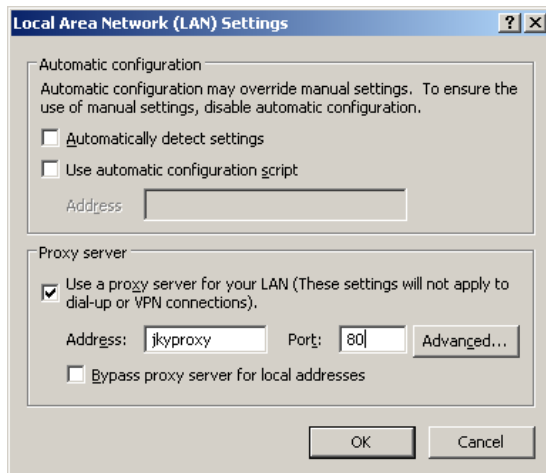 Local Area Network (LAN) Settings
Automatic configuration
Automatic configuration may override manual settings. To ensure the
use of manual settings, disable automatic configuration.
Automatically detect settings
Use automatic configuration script
Address
Proxy server
Use a proxy server for your LAN (These settings will not apply to
dial-up or VPN connections).
Address: jkyproxy Port: 80 Advanced...
Bypass proxy server for local addresses
OK Cancel